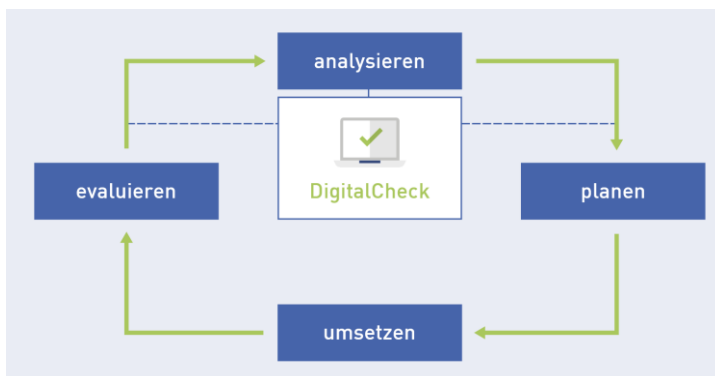 analysieren
DigitalCheck
evaluieren
planen
umsetzen